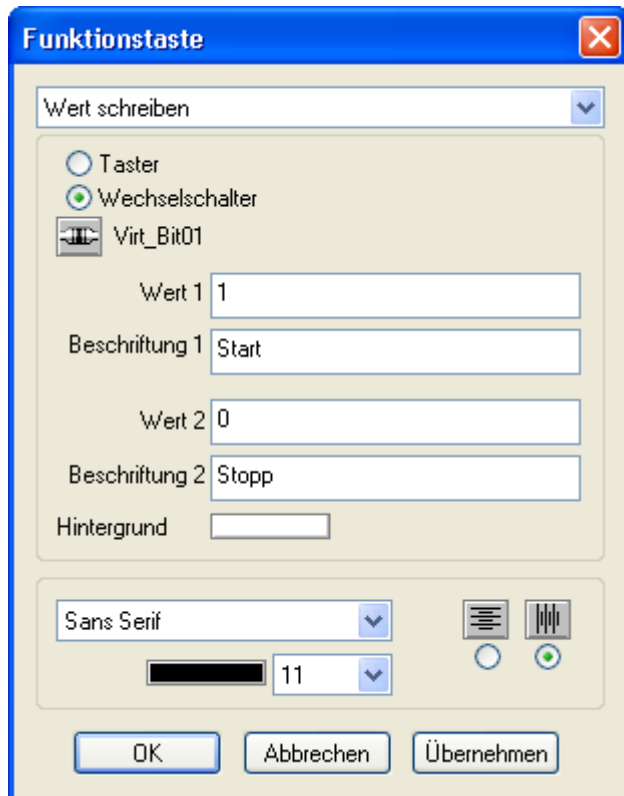 Funktionstaste
Wert schreiben
Taster
Wechselschalter
Virt_Bit01
Wert 1 1
Beschriftung 1 Start
Wert 2 0
Beschriftung 2 Stopp
Hintergrund
Sans Serif
11
OK Abbrechen Übernehmen